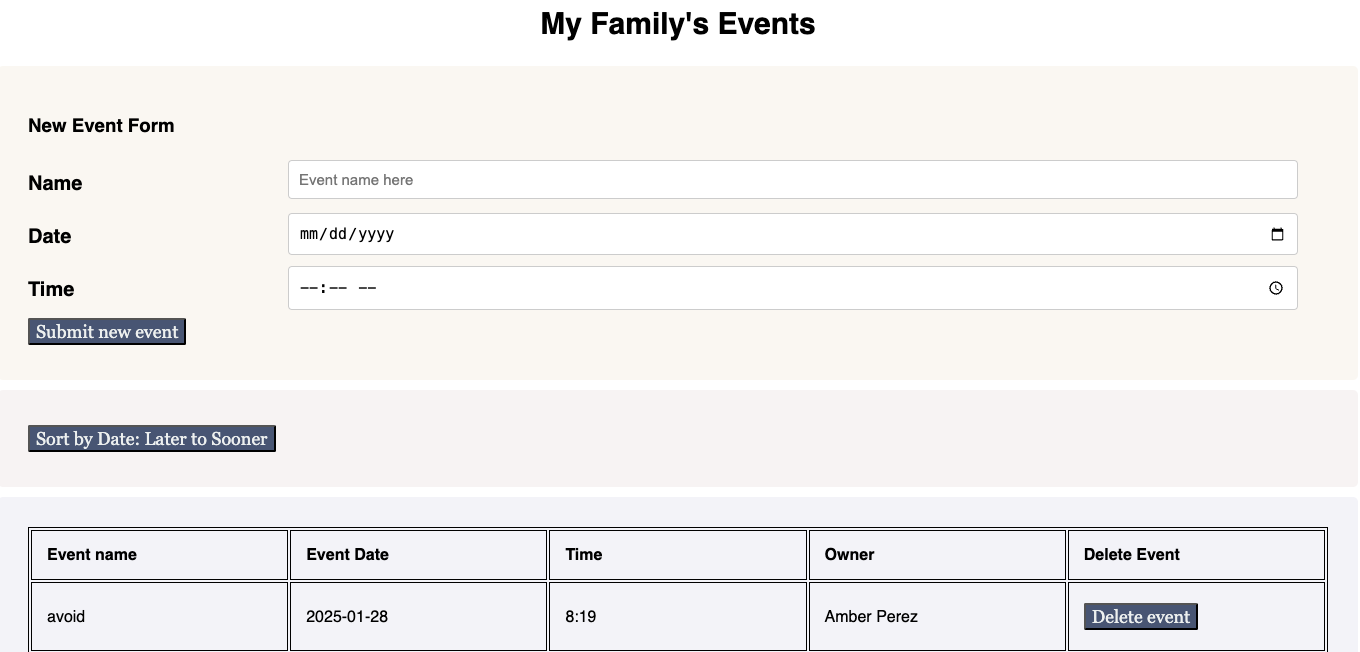 My Family's Events
New Event Form
Name Event name here
Date mm/dd/yyyy
Time --:-- --
Submit new event
Sort by Date: Later to Sooner
Event name Event Date Time Owner Delete Event
avoid 2025-01-28 8:19 Amber Perez Delete event